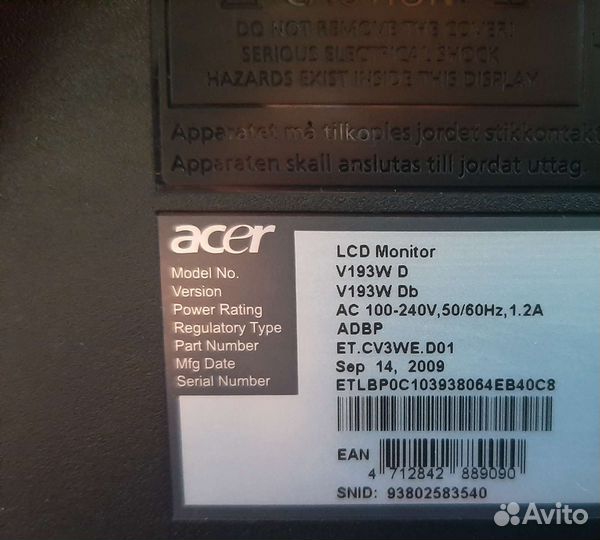 CAUTION
DO NOT REMOVE THE COVER!
SERIOUS ELECTRICAL SHOCK
HAZARDS EXIST INSIDE THIS DISPLAY
Apparatet må tilkoples jordet stikkontakt
Apparaten skall anslutas till jordat uttag.
acer
LCD Monitor
Model No. V193W D
Version V193W Db
Power Rating AC 100-240V,50/60Hz,1.2A
Regulatory Type ADBP
Part Number ET.CV3WE.D01
Mfg Date Sep 14, 2009
Serial Number ETLBP0C103938064EB40C8
EAN
4 712842 889090
SNID: 93802583540
Avito